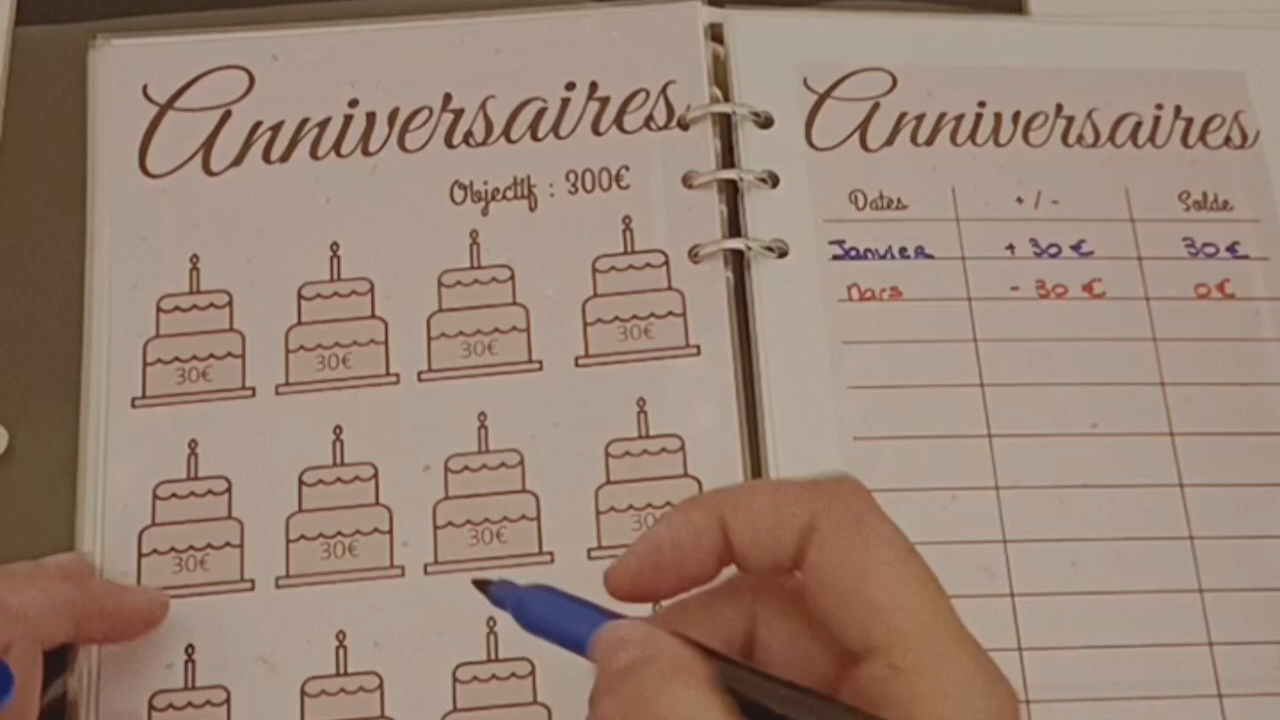 Anniversaires
Objectif : 300€
30€ 30€ 30€ 30€
30€ 30€ 30€
Anniversaires
Dates +/- Solde
Janvier +30€ 30€
Mars -30€ 0€